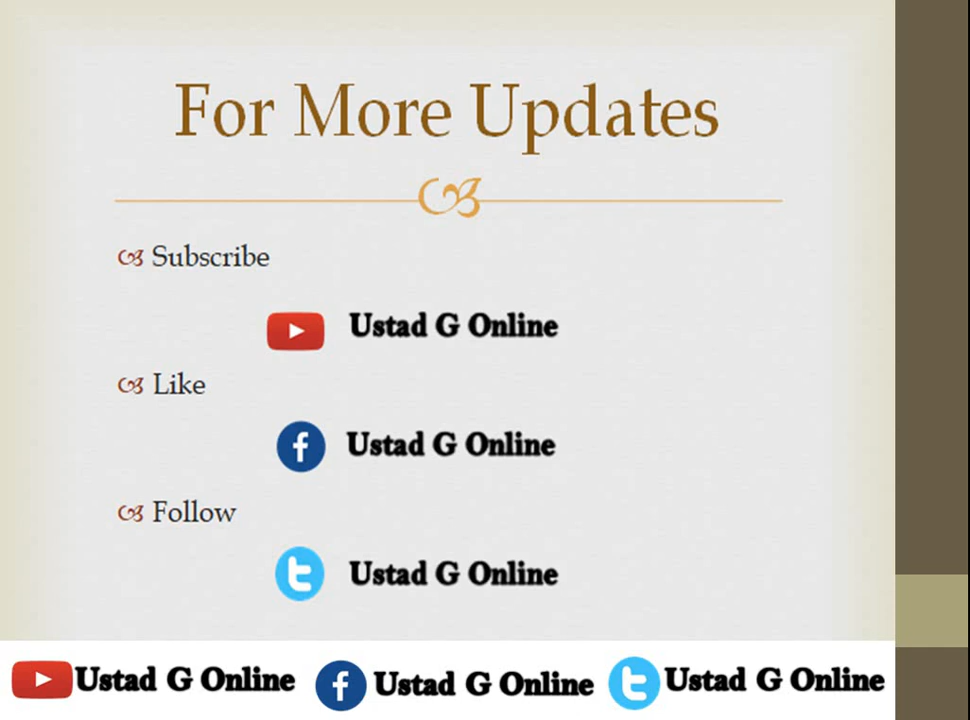 For More Updates
Subscribe
Ustad G Online
Like
Ustad G Online
Follow
Ustad G Online
Ustad G Online Ustad G Online Ustad G Online